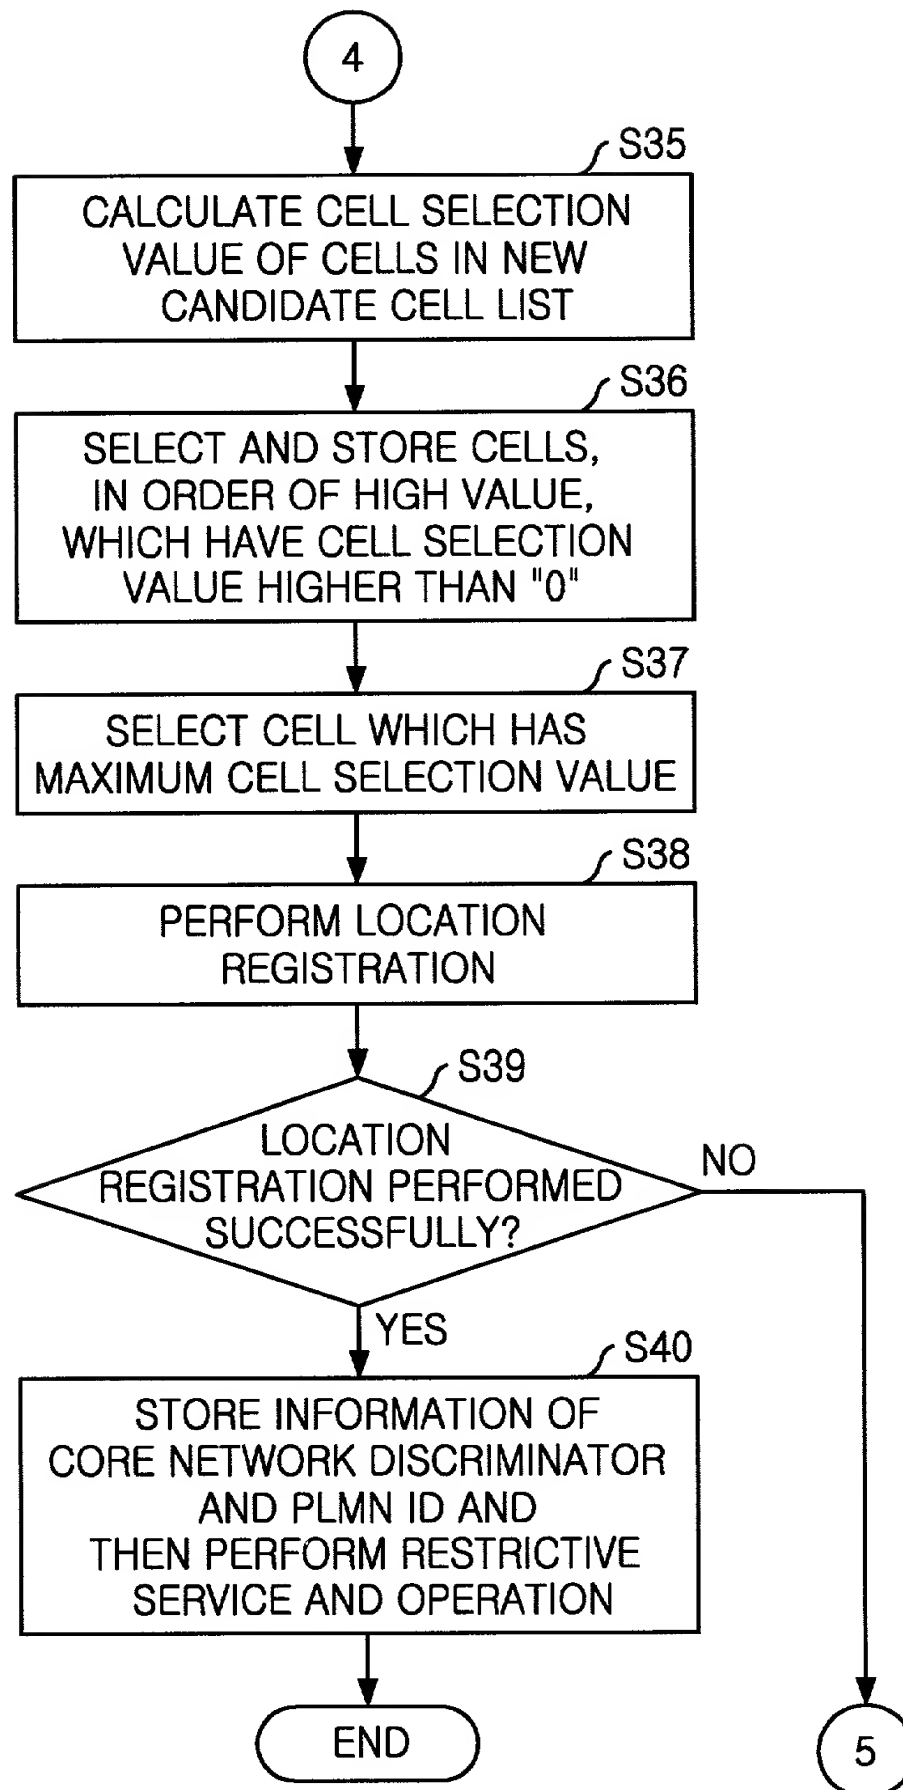 4
S35
CALCULATE CELL SELECTION
VALUE OF CELLS IN NEW
CANDIDATE CELL LIST
S36
SELECT AND STORE CELLS,
IN ORDER OF HIGH VALUE,
WHICH HAVE CELL SELECTION
VALUE HIGHER THAN "0"
S37
SELECT CELL WHICH HAS
MAXIMUM CELL SELECTION VALUE
S38
PERFORM LOCATION
REGISTRATION
S39
LOCATION
REGISTRATION PERFORMED
SUCCESSFULLY?
NO
YES
S40
STORE INFORMATION OF
CORE NETWORK DISCRIMINATOR
AND PLMN ID AND
THEN PERFORM RESTRICTIVE
SERVICE AND OPERATION
END
5